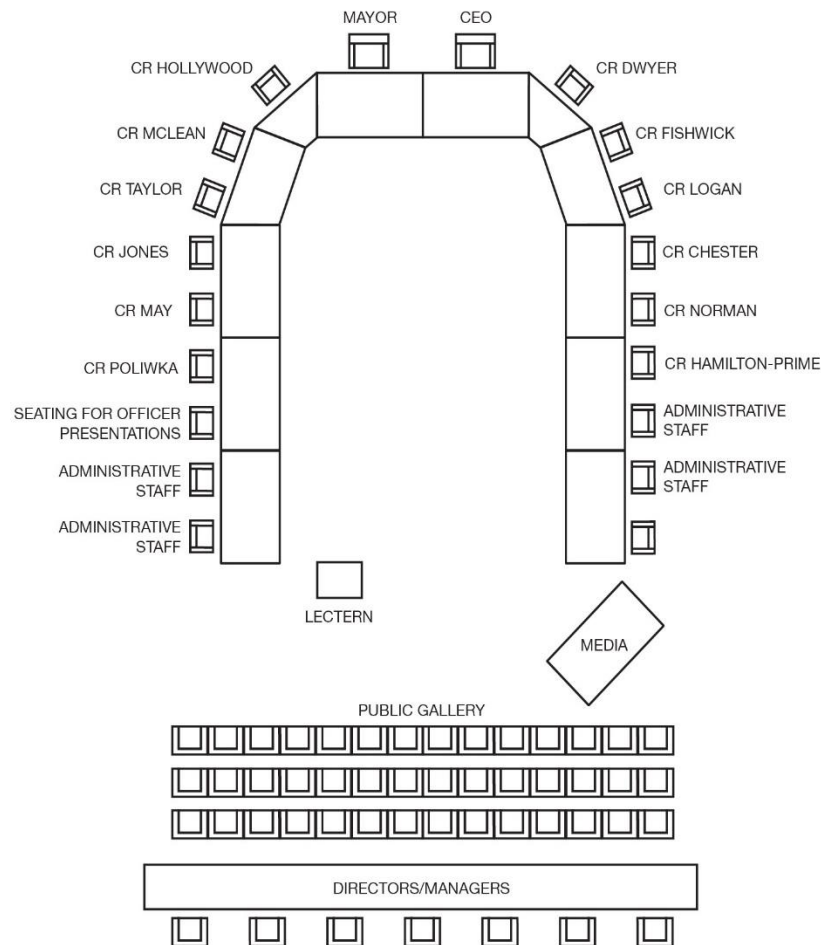 MAYOR
CEO
CR HOLLYWOOD
CR DWYER
CR MCLEAN
CR FISHWICK
CR TAYLOR
CR LOGAN
CR JONES
CR CHESTER
CR MAY
CR NORMAN
CR POLIWKA
CR HAMILTON-PRIME
SEATING FOR OFFICER
PRESENTATIONS
ADMINISTRATIVE
STAFF
ADMINISTRATIVE
STAFF
ADMINISTRATIVE
STAFF
ADMINISTRATIVE
STAFF
LECTERN
MEDIA
PUBLIC GALLERY
DIRECTORS/MANAGERS